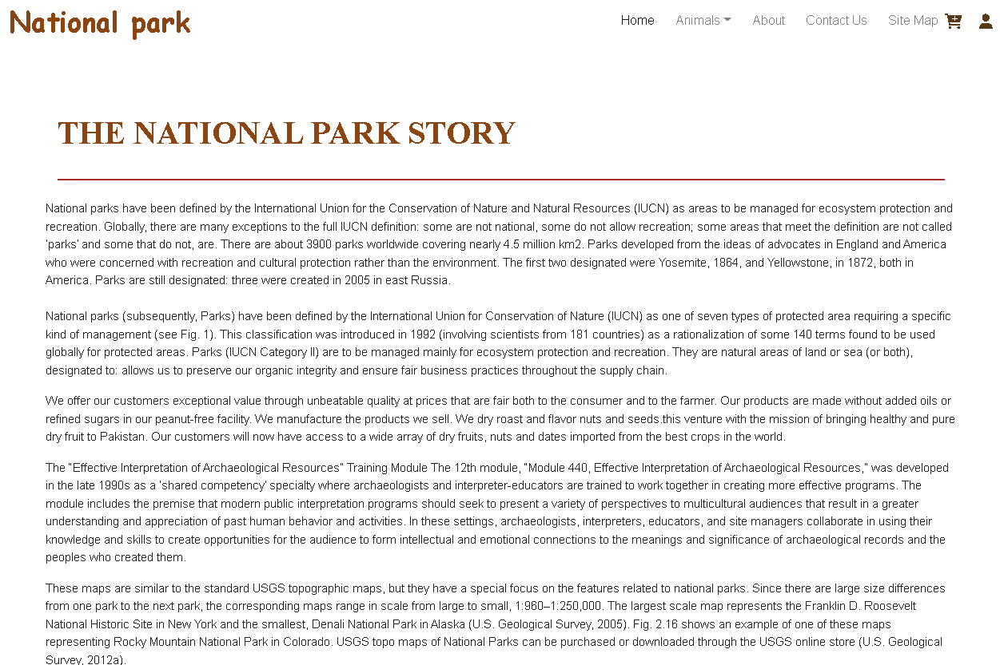 National park
Home Animals About Contact Us Site Map
THE NATIONAL PARK STORY
National parks have been defined by the International Union for the Conservation of Nature and Natural Resources (IUCN) as areas to be managed for ecosystem protection and
recreation. Globally, there are many exceptions to the full IUCN definition: some are not national, some do not allow recreation; some areas that meet the definition are not called
‘parks’ and some that do not, are. There are about 3900 parks worldwide covering nearly 4.5 million km2. Parks developed from the ideas of advocates in England and America
who were concerned with recreation and cultural protection rather than the environment. The first two designated were Yosemite, 1864, and Yellowstone, in 1872, both in
America. Parks are still designated: three were created in 2005 in east Russia.
National parks (subsequently, Parks) have been defined by the International Union for Conservation of Nature (IUCN) as one of seven types of protected area requiring a specific
kind of management (see Fig. 1). This classification was introduced in 1992 (involving scientists from 181 countries) as a rationalization of some 140 terms found to be used
globally for protected areas. Parks (IUCN Category II) are to be managed mainly for ecosystem protection and recreation. They are natural areas of land or sea (or both),
designated to: allows us to preserve our organic integrity and ensure fair business practices throughout the supply chain.
We offer our customers exceptional value through unbeatable quality at prices that are fair both to the consumer and to the farmer. Our products are made without added oils or
refined sugars in our peanut-free facility. We manufacture the products we sell. We dry roast and flavor nuts and seeds.this venture with the mission of bringing healthy and pure
dry fruit to Pakistan. Our customers will now have access to a wide array of dry fruits, nuts and dates imported from the best crops in the world.
The “Effective Interpretation of Archaeological Resources” Training Module The 12th module, “Module 440, Effective Interpretation of Archaeological Resources,” was developed
in the late 1990s as a ‘shared competency’ specialty where archaeologists and interpreter-educators are trained to work together in creating more effective programs. The
module includes the premise that modern public interpretation programs should seek to present a variety of perspectives to multicultural audiences that result in a greater
understanding and appreciation of past human behavior and activities. In these settings, archaeologists, interpreters, educators, and site managers collaborate in using their
knowledge and skills to create opportunities for the audience to form intellectual and emotional connections to the meanings and significance of archaeological records and the
peoples who created them.
These maps are similar to the standard USGS topographic maps, but they have a special focus on the features related to national parks. Since there are large size differences
from one park to the next park, the corresponding maps range in scale from large to small, 1:960–1:250,000. The largest scale map represents the Franklin D. Roosevelt
National Historic Site in New York and the smallest, Denali National Park in Alaska (U.S. Geological Survey, 2005). Fig. 2.16 shows an example of one of these maps
representing Rocky Mountain National Park in Colorado. USGS topo maps of National Parks can be purchased or downloaded through the USGS online store (U.S. Geological
Survey, 2012a).